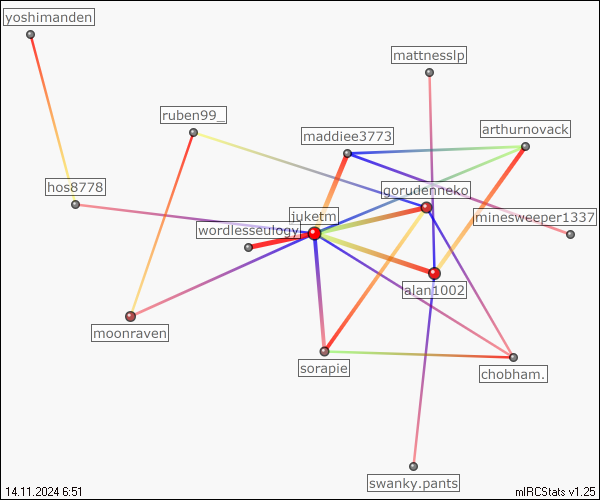 yoshimanden
mattnesslp
ruben99_
maddiee3773
arthurnovack
hos8778
gorudenneko
juketm
minesweeper1337
wordlesseulogy
alan1002
moonraven
sorapie
chobham.
swanky.pants
14.11.2024 6:51
mIRCStats v1.25